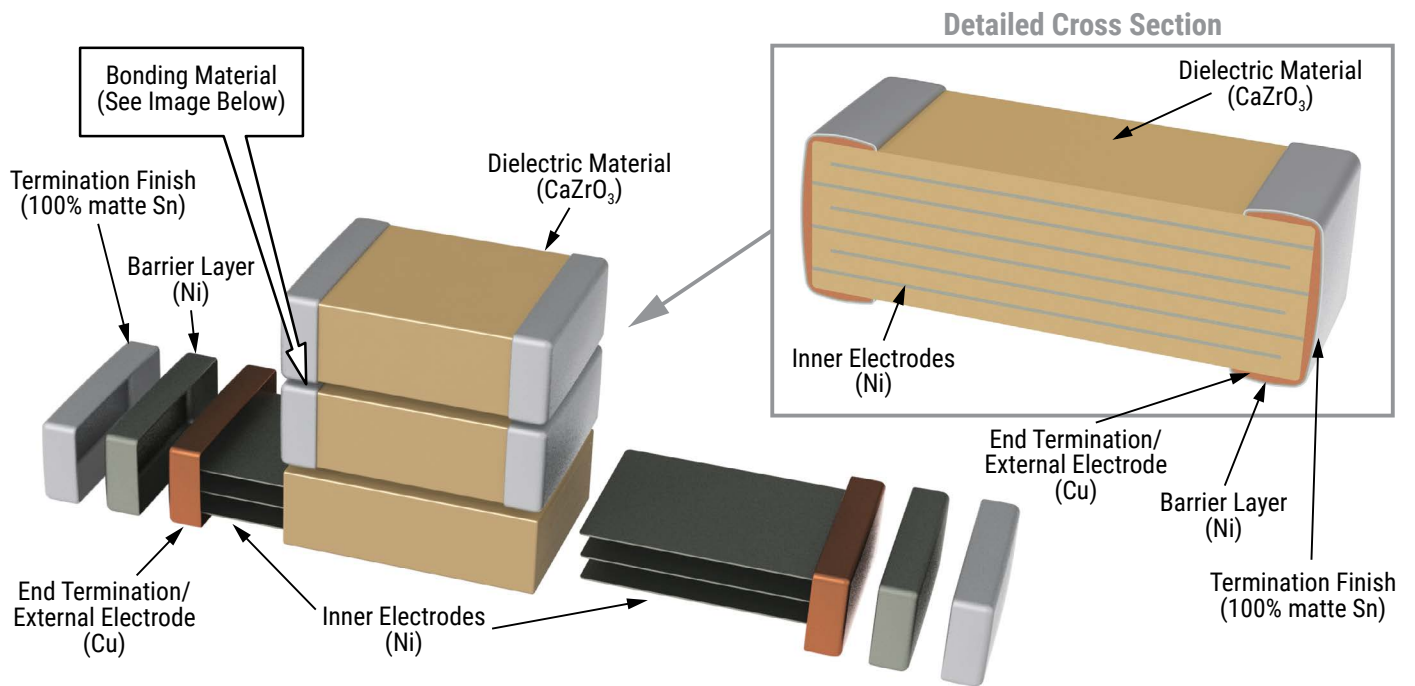 Detailed Cross Section
Bonding Material
(See Image Below)
Dielectric Material
(CaZrO₃)
Termination Finish
(100% matte Sn)
Dielectric Material
(CaZrO₃)
Barrier Layer
(Ni)
Inner Electrodes
(Ni)
End Termination/
External Electrode
(Cu)
Barrier Layer
(Ni)
Termination Finish
(100% matte Sn)
End Termination/
External Electrode
(Cu)
Inner Electrodes
(Ni)